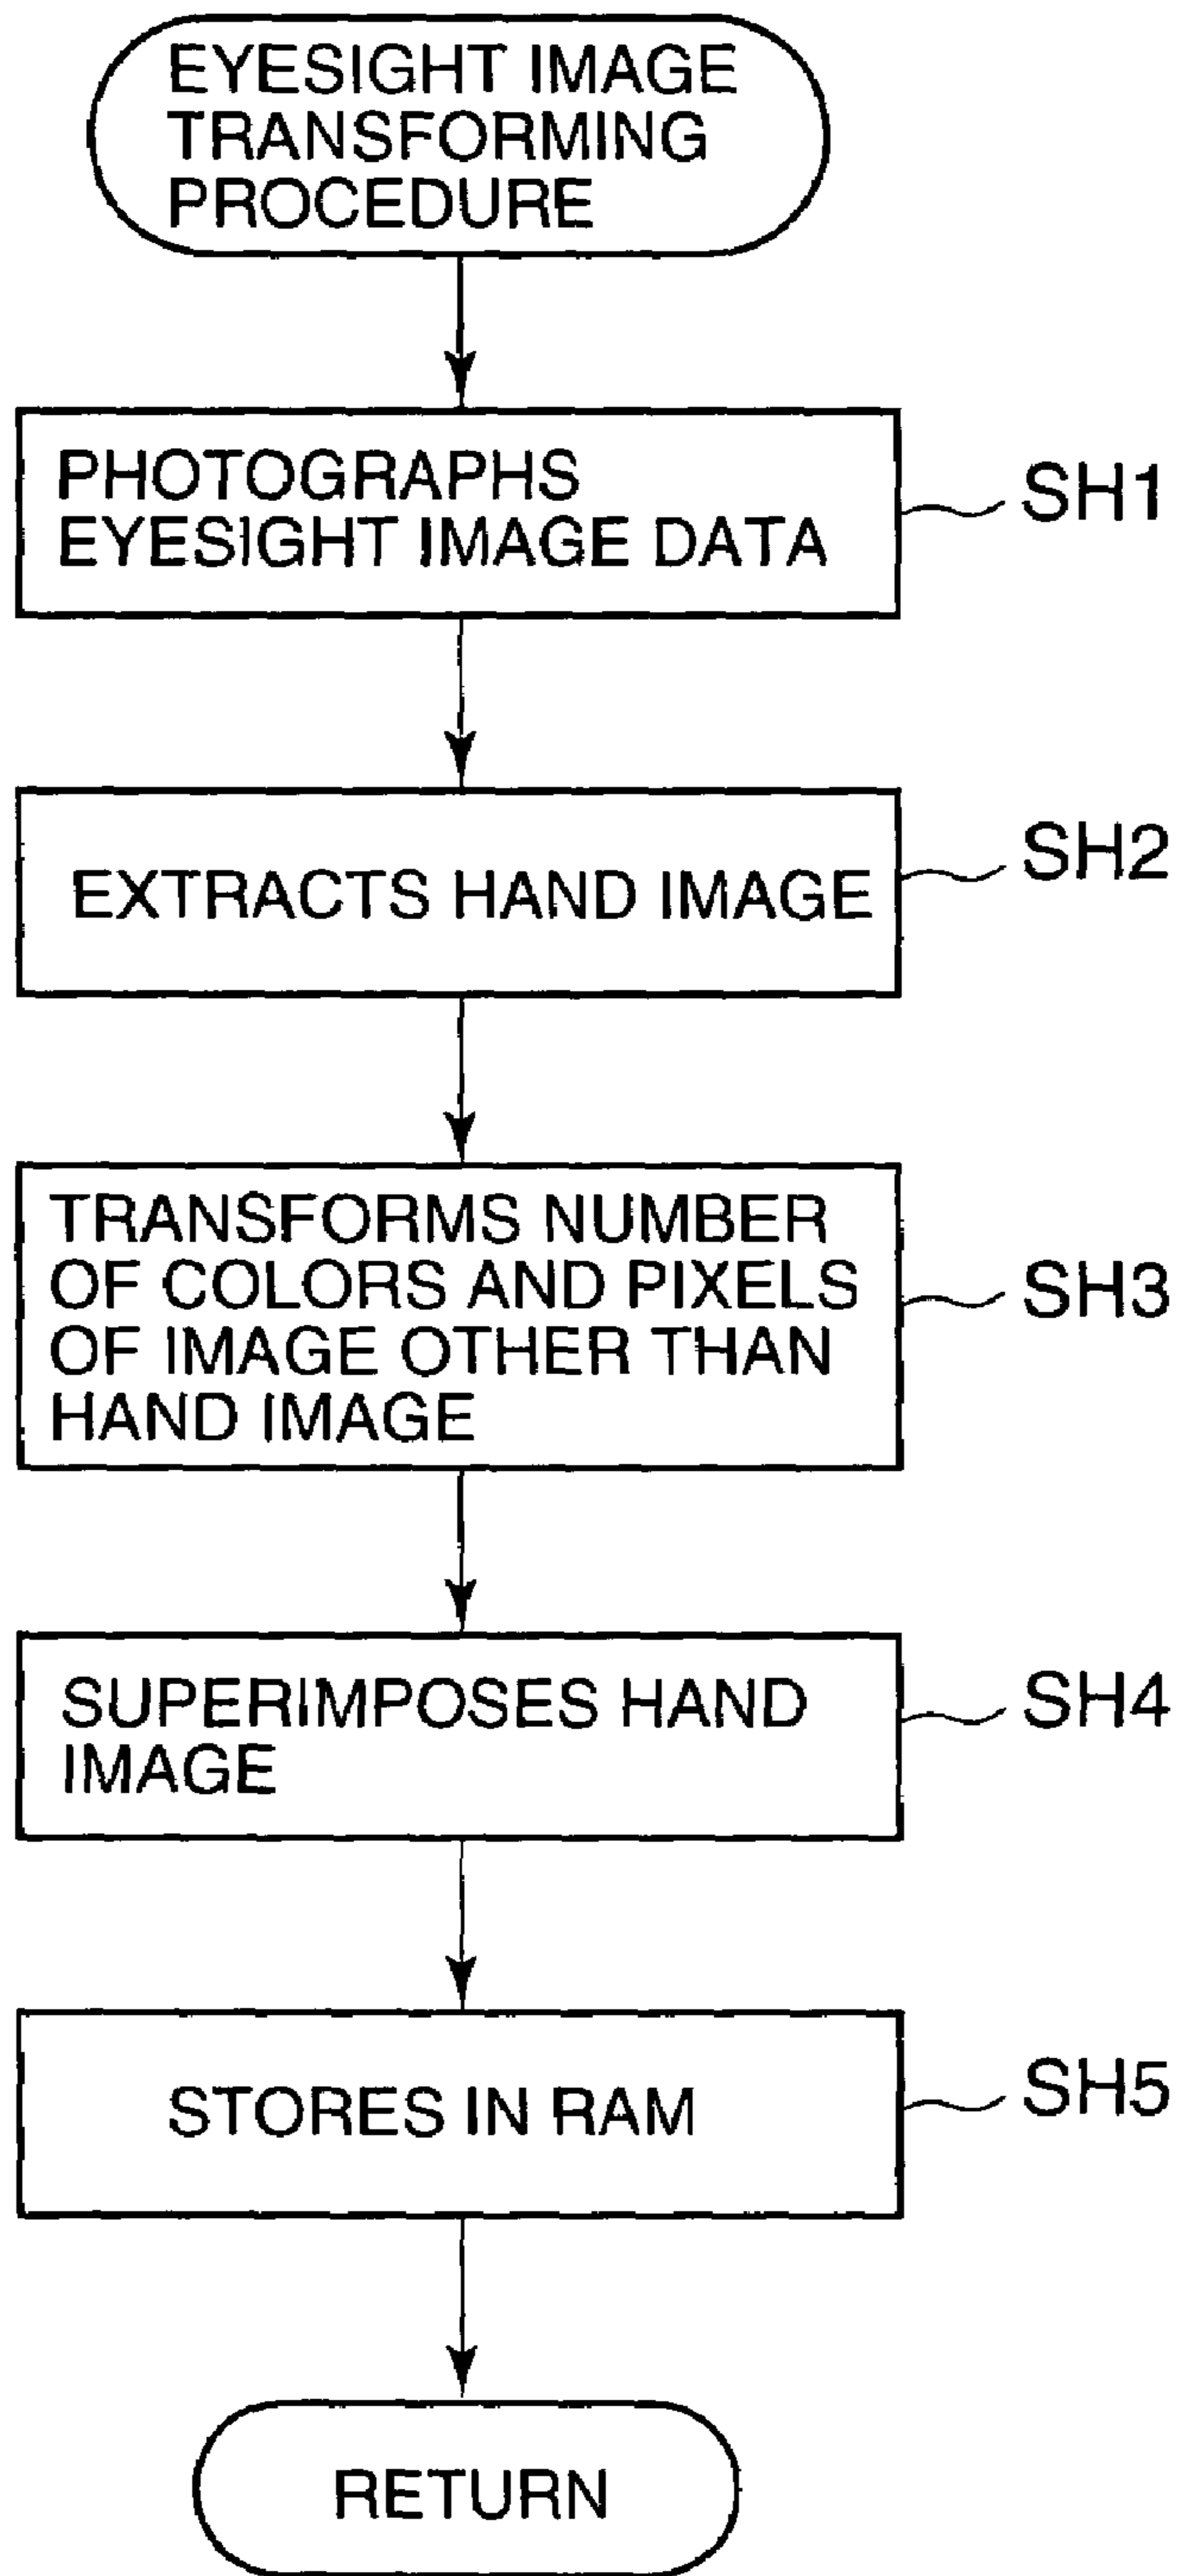 EYESIGHT IMAGE
TRANSFORMING
PROCEDURE
PHOTOGRAPHS
EYESIGHT IMAGE DATA
SH1
EXTRACTS HAND IMAGE
SH2
TRANSFORMS NUMBER
OF COLORS AND PIXELS
OF IMAGE OTHER THAN
HAND IMAGE
SH3
SUPERIMPOSES HAND
IMAGE
SH4
STORES IN RAM
SH5
RETURN